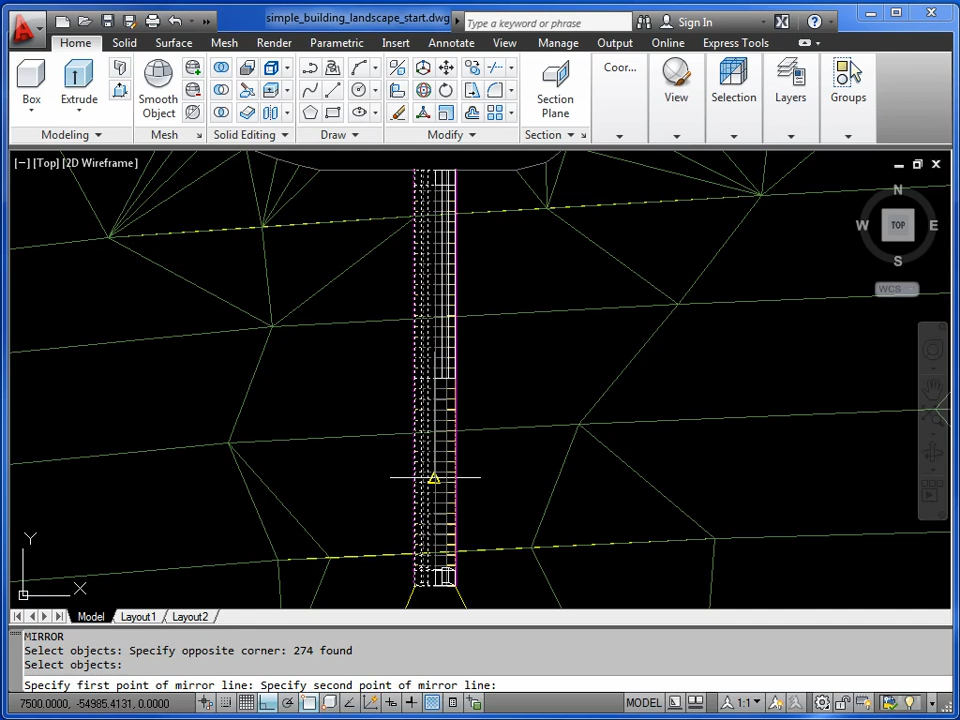 simple_building_landscape_start.dwg
Type a keyword or phrase
Sign In
Home Solid Surface Mesh Render Parametric Insert Annotate View Manage Output Online Express Tools
Box
Extrude
Smooth
Object
Section
Plane
Coor...
View
Selection
Layers
Groups
Modeling
Mesh
Solid Editing
Draw
Modify
Section
[−] [Top] [2D Wireframe]
N
W
TOP
E
S
WCS
Y
X
Model Layout1 Layout2
MIRROR
Select objects: Specify opposite corner: 274 found
Select objects:
Specify first point of mirror line: Specify second point of mirror line:
7500.0000, -54985.4131, 0.0000
MODEL
1:1